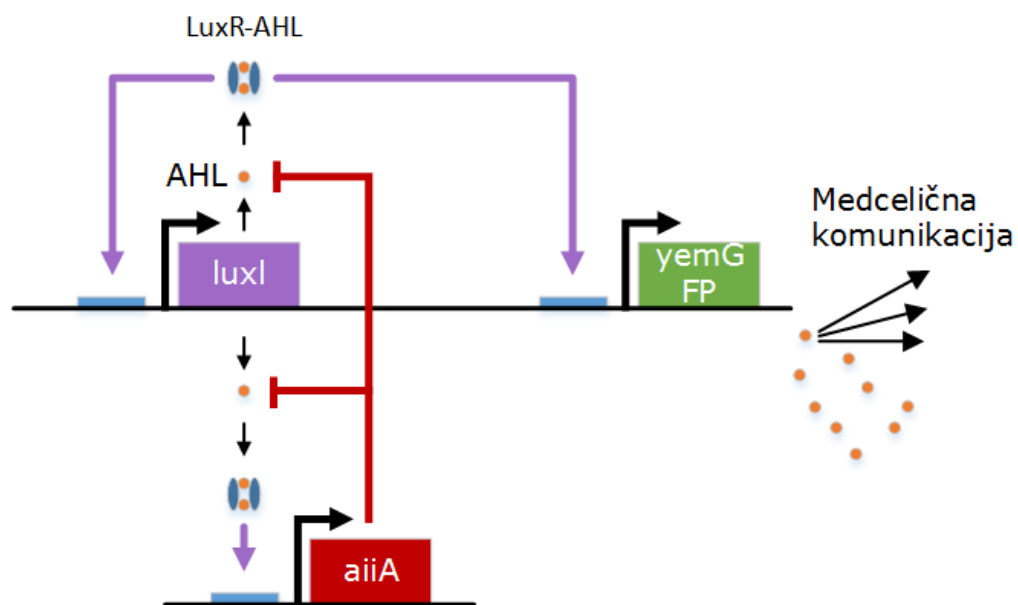 LuxR-AHL
AHL
luxI
yemG
FP
Medcelična
komunikacija
aiiA